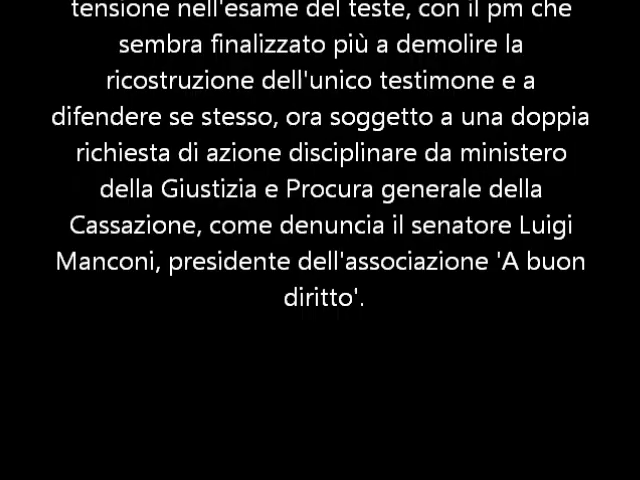 tensione nell'esame del teste, con il pm che
sembra finalizzato più a demolire la
ricostruzione dell'unico testimone e a
difendere se stesso, ora soggetto a una doppia
richiesta di azione disciplinare da ministero
della Giustizia e Procura generale della
Cassazione, come denuncia il senatore Luigi
Manconi, presidente dell'associazione 'A buon
diritto'.